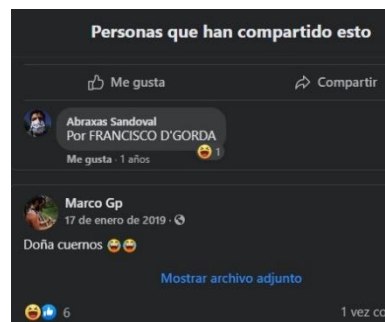 Personas que han compartido esto
Me gusta Compartir
Abraxas Sandoval
Por FRANCISCO D'GORDA
1
Me gusta · 1 años
Marco Gp
17 de enero de 2019 ·
Doña cuernos 😂😂
Mostrar archivo adjunto
6 1 vez co